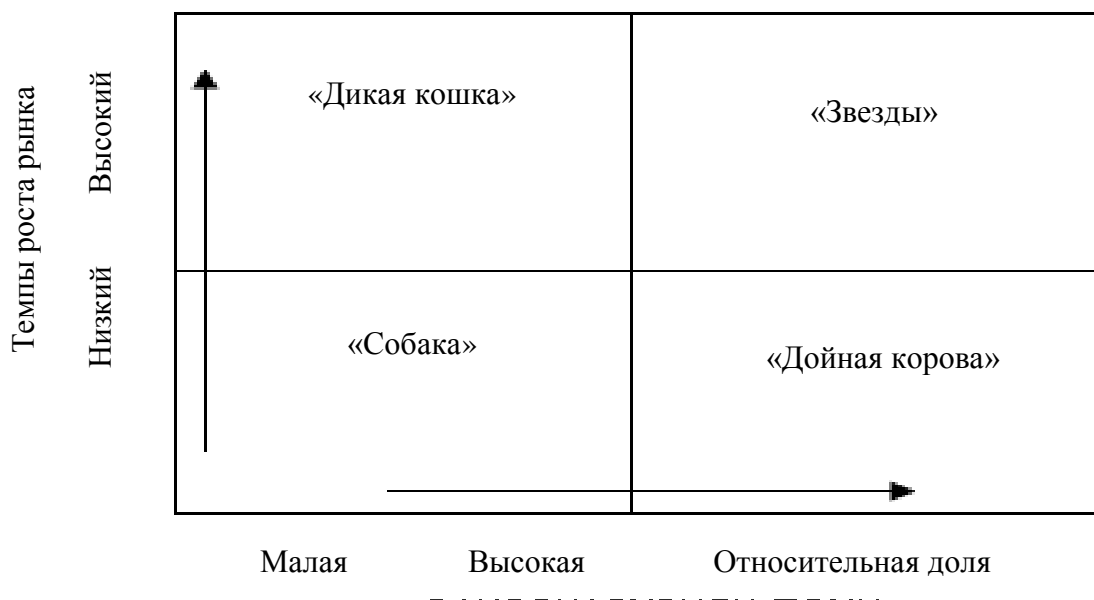 Темпы роста рынка
Высокий
Низкий
«Дикая кошка»
«Звезды»
«Собака»
«Дойная корова»
Малая Высокая Относительная доля